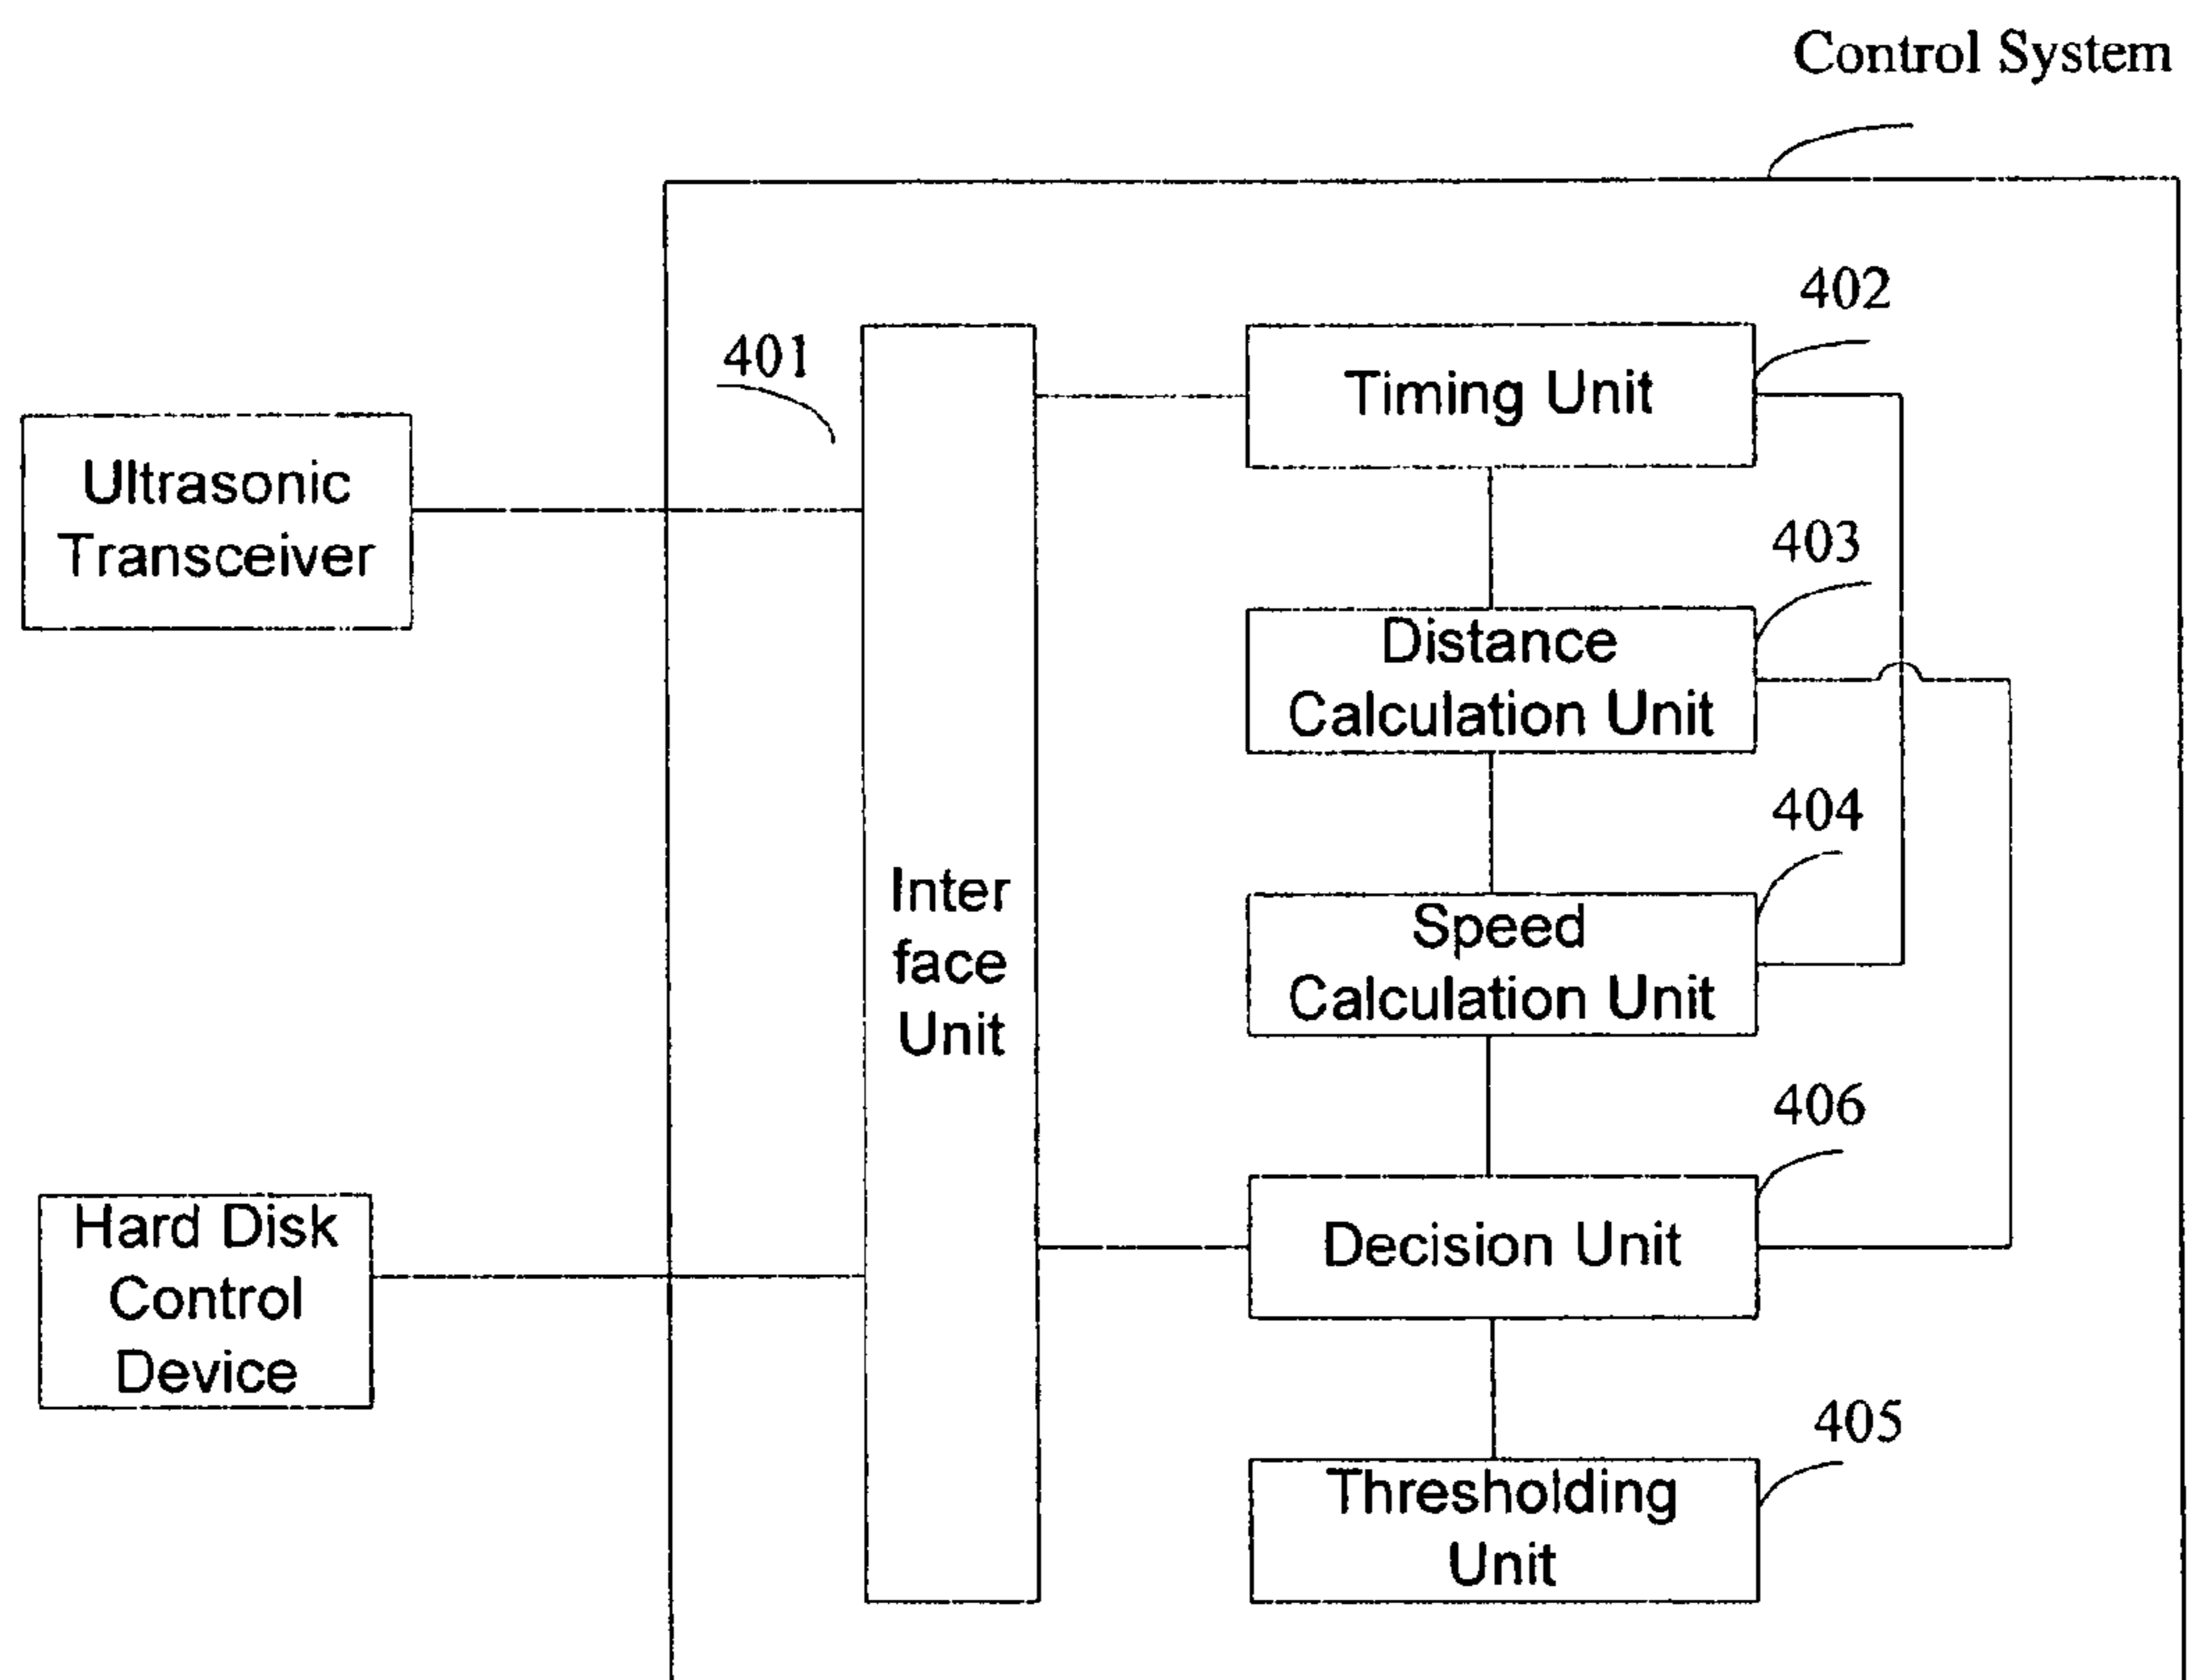 Control System
402
401
Timing Unit
Ultrasonic
Transceiver
403
Distance
Calculation Unit
404
Inter
face
Unit
Speed
Calculation Unit
406
Decision Unit
Hard Disk
Control
Device
405
Thresholding
Unit